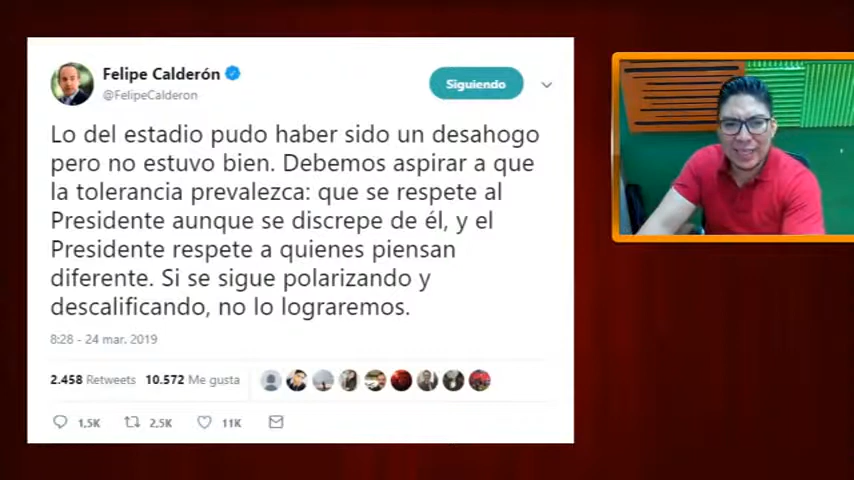 Felipe Calderón
@FelipeCalderon
Siguiendo
Lo del estadio pudo haber sido un desahogo
pero no estuvo bien. Debemos aspirar a que
la tolerancia prevalezca: que se respete al
Presidente aunque se discrepe de él, y el
Presidente respete a quienes piensan
diferente. Si se sigue polarizando y
descalificando, no lo lograremos.
8:28 - 24 mar. 2019
2.458 Retweets 10.572 Me gusta
1,5K 2,5K 11K